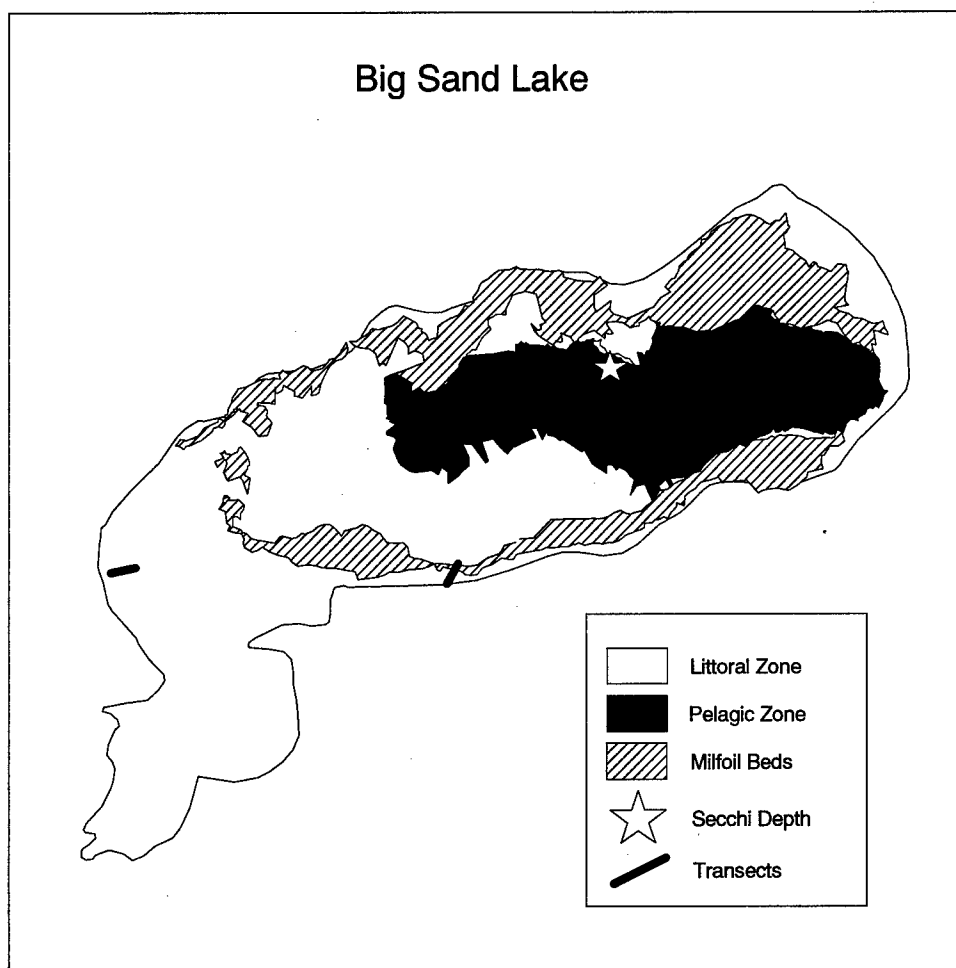 Big Sand Lake
Littoral Zone
Pelagic Zone
Milfoil Beds
Secchi Depth
Transects